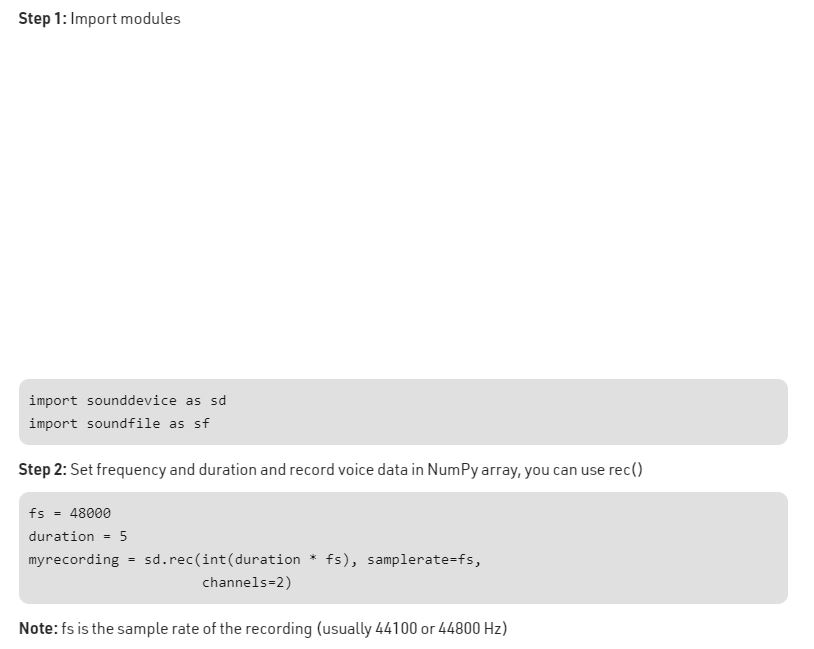 Step 1: Import modules
import sounddevice as sd
import soundfile as sf
Step 2: Set frequency and duration and record voice data in NumPy array, you can use rec()
fs = 48000
duration = 5
myrecording = sd.rec(int(duration * fs), samplerate=fs,
channels=2)
Note: fs is the sample rate of the recording (usually 44100 or 44800 Hz)